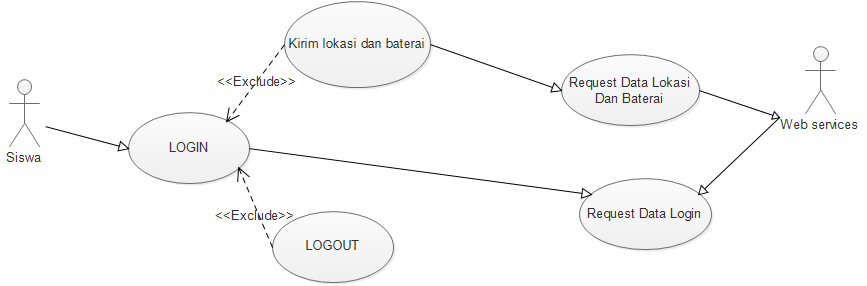 Kirim lokasi dan baterai
<<Exclude>>
Request Data Lokasi
Dan Baterai
Web services
Siswa
LOGIN
Request Data Login
<<Exclude>>
LOGOUT